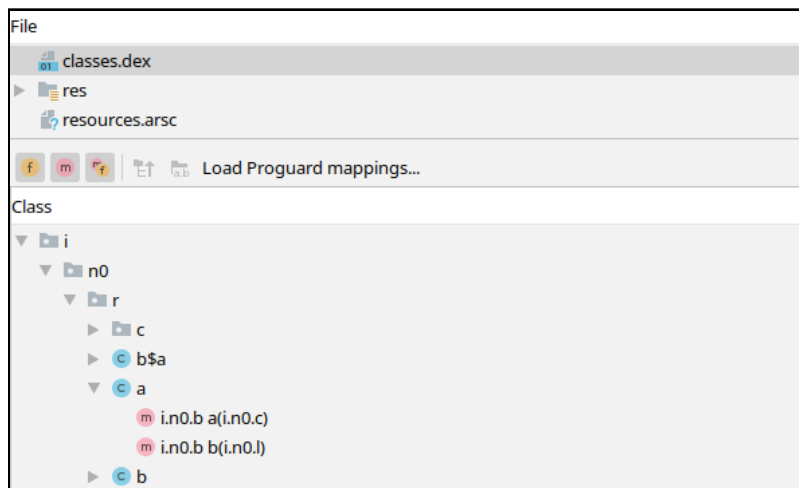 File
classes.dex
res
resources.arsc
Load Proguard mappings...
Class
i
n0
r
c
b$a
a
i.n0.b a(i.n0.c)
i.n0.b b(i.n0.l)
b